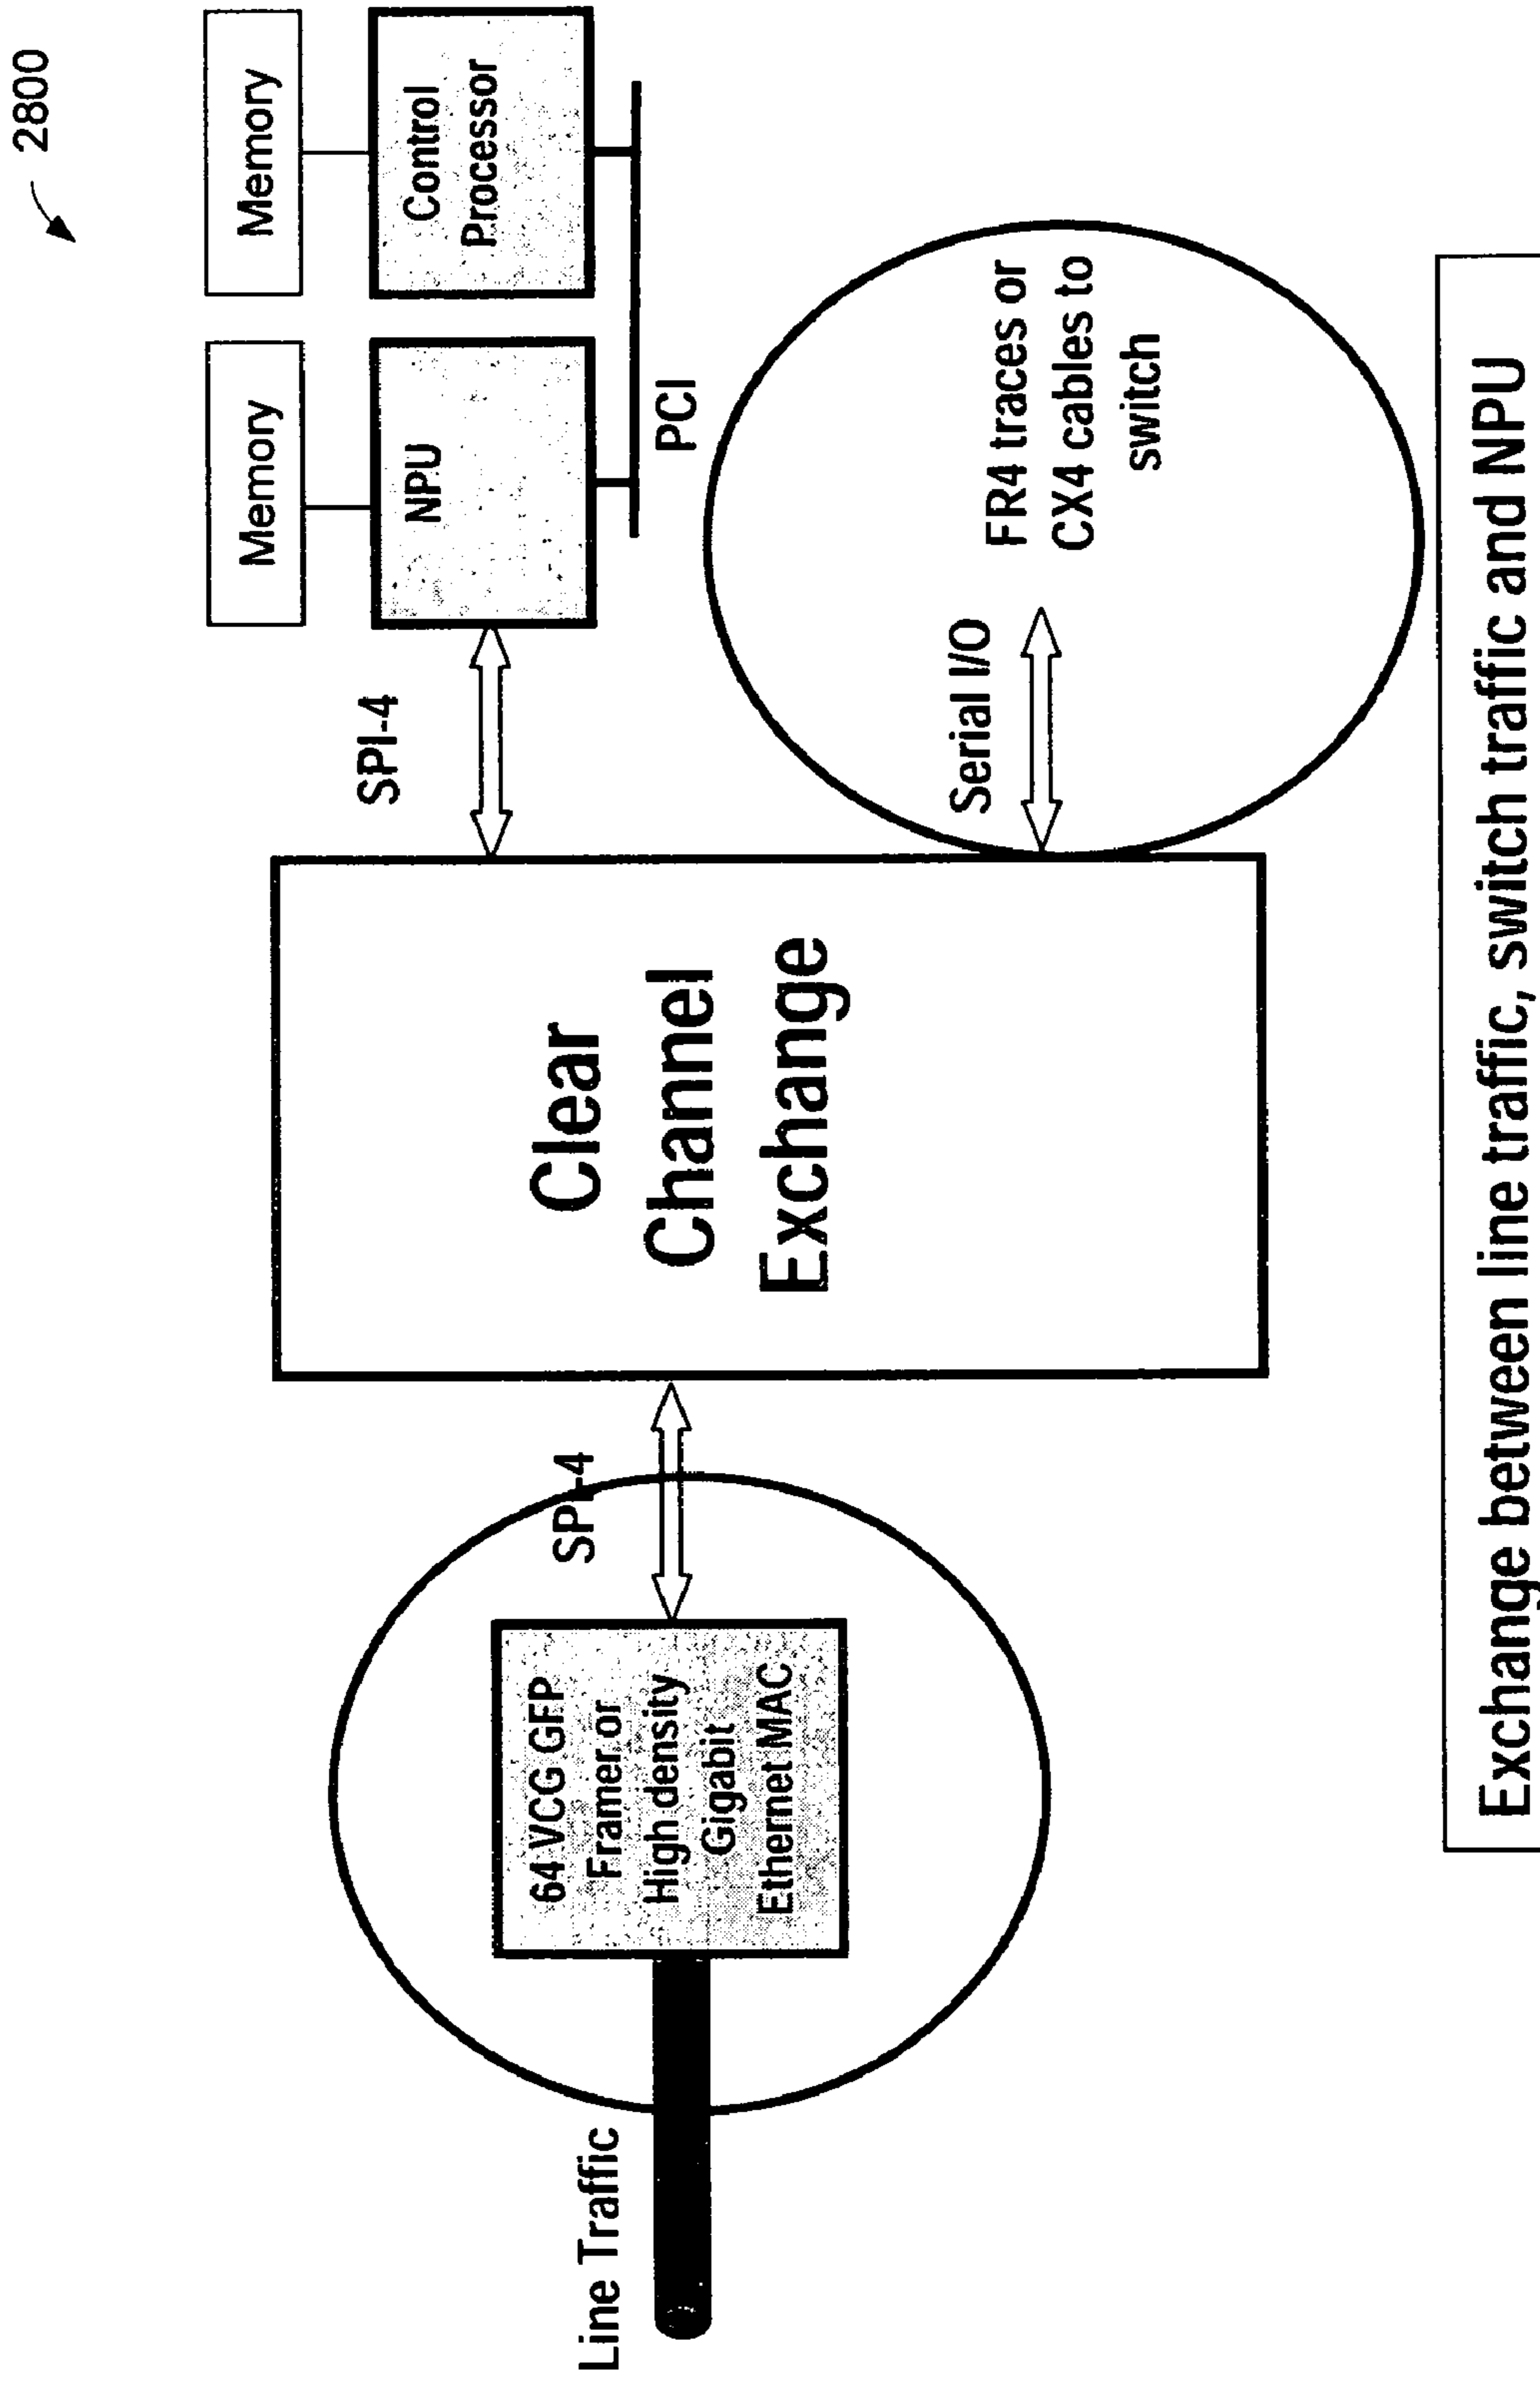 2800
Memory
Memory
NPU
Control
Processor
SPI-4
PCI
Line Traffic
64 VCG GFP
Framer or
High density
Gigabit
Ethernet MAC
SPI-4
Clear
Channel
Exchange
Serial I/O
FR4 traces or
CX4 cables to
switch
Exchange between line traffic, switch traffic and NPU